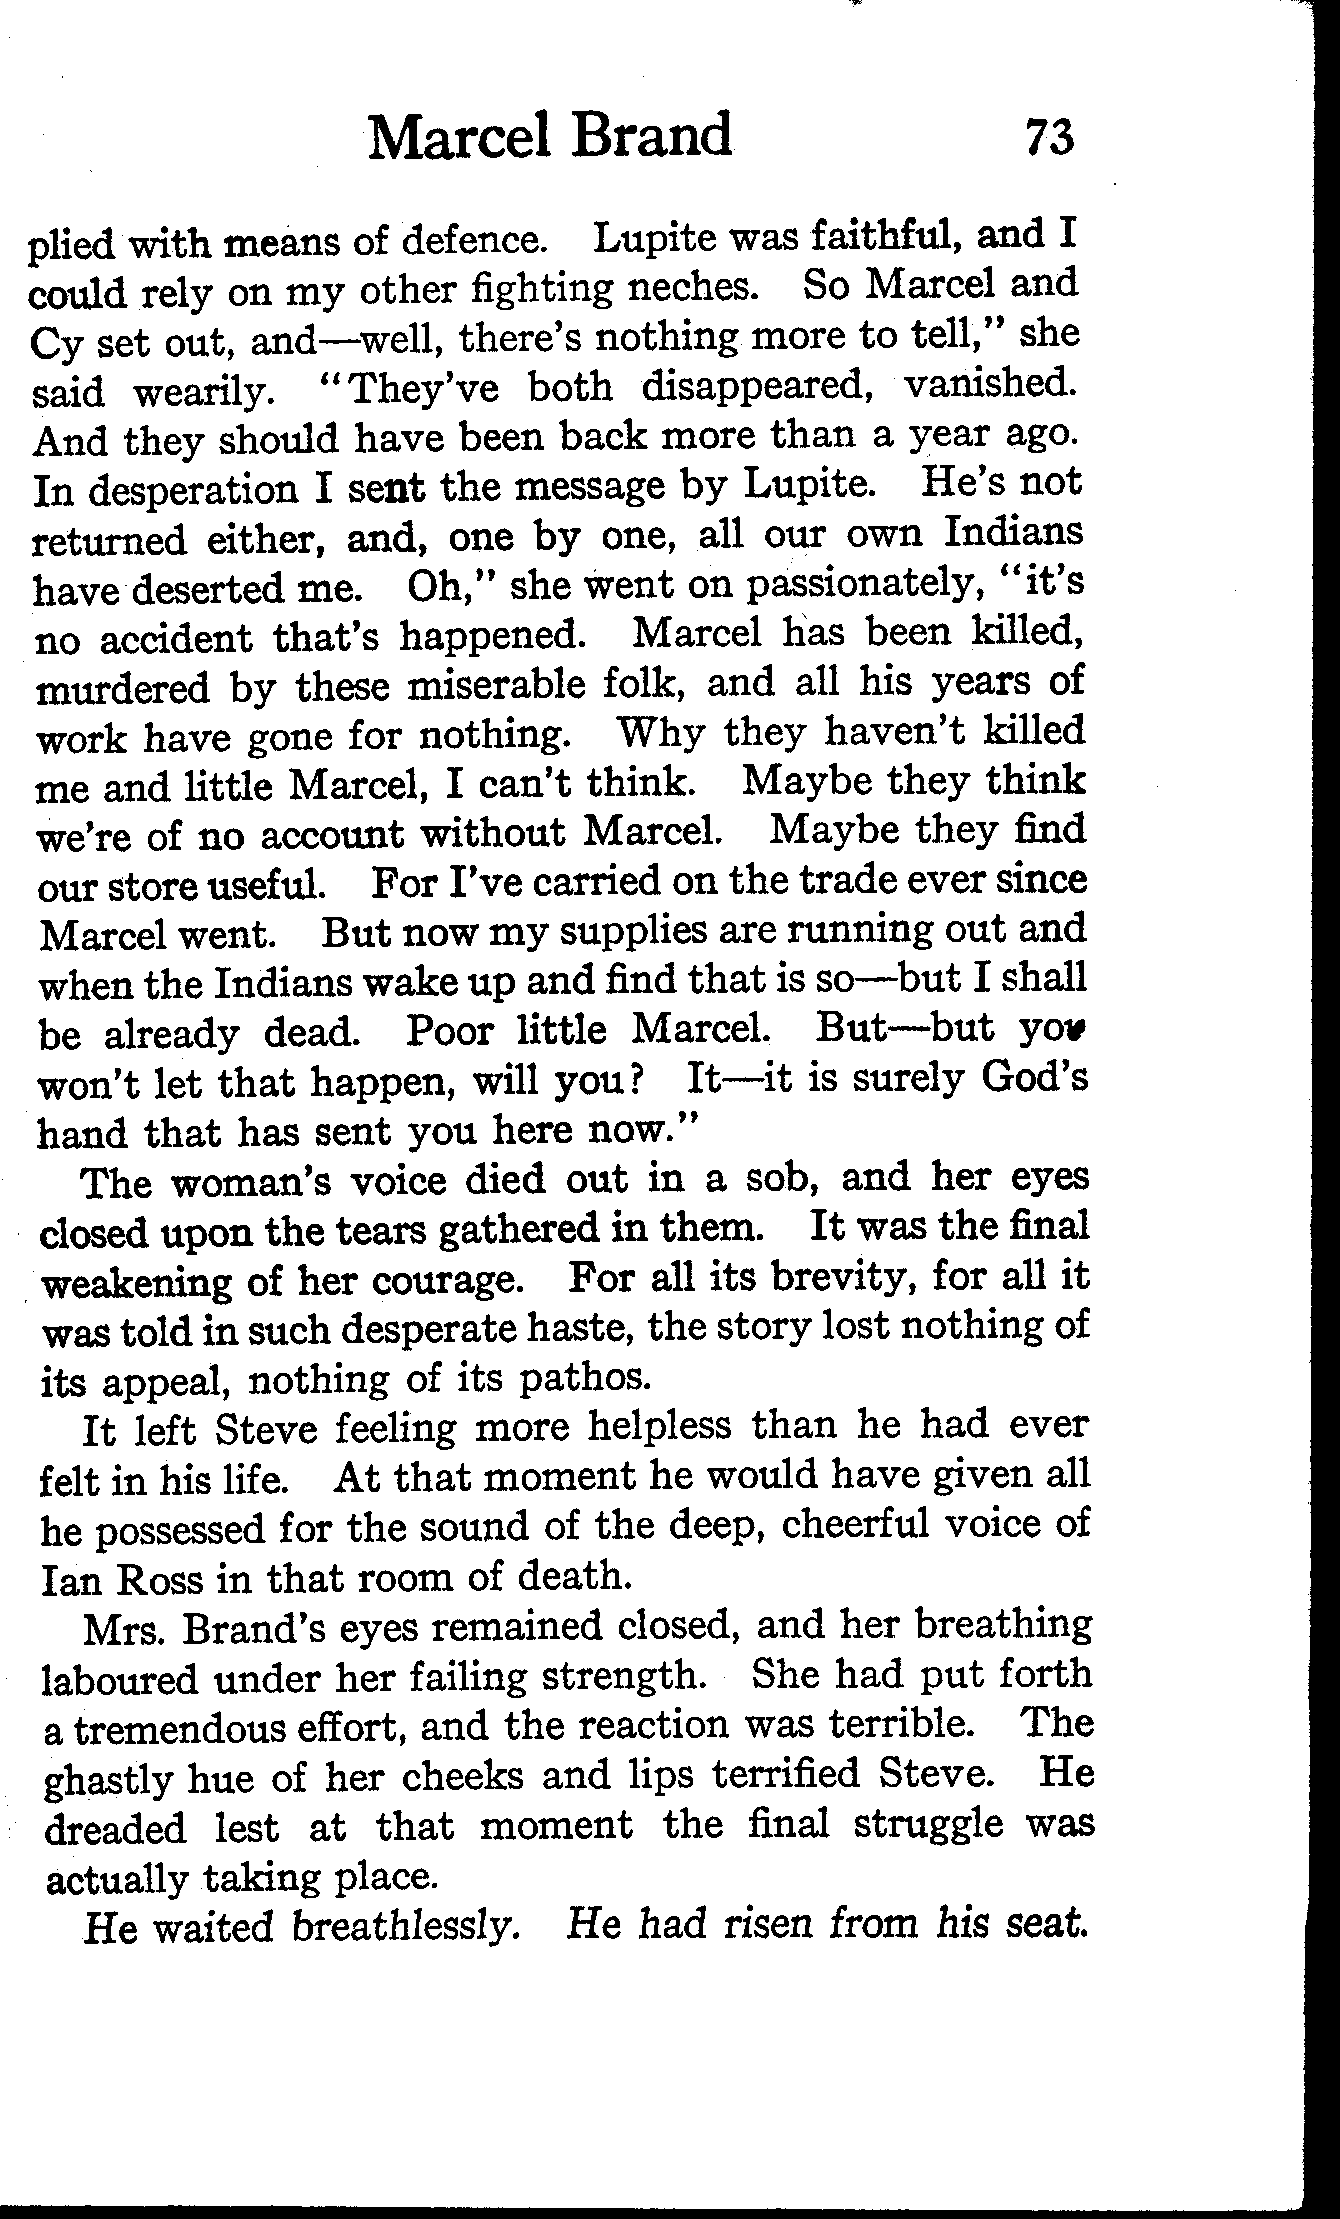 Marcel Brand 73
plied with means of defence. Lupite was faithful, and I
could rely on my other fighting neches. So Marcel and
Cy set out, and—well, there's nothing more to tell," she
said wearily. "They've both disappeared, vanished.
And they should have been back more than a year ago.
In desperation I sent the message by Lupite. He's not
returned either, and, one by one, all our own Indians
have deserted me. Oh," she went on passionately, "it's
no accident that's happened. Marcel has been killed,
murdered by these miserable folk, and all his years of
work have gone for nothing. Why they haven't killed
me and little Marcel, I can't think. Maybe they think
we're of no account without Marcel. Maybe they find
our store useful. For I've carried on the trade ever since
Marcel went. But now my supplies are running out and
when the Indians wake up and find that is so—but I shall
be already dead. Poor little Marcel. But—but you
won't let that happen, will you? It—it is surely God's
hand that has sent you here now."
The woman's voice died out in a sob, and her eyes
closed upon the tears gathered in them. It was the final
weakening of her courage. For all its brevity, for all it
was told in such desperate haste, the story lost nothing of
its appeal, nothing of its pathos.
It left Steve feeling more helpless than he had ever
felt in his life. At that moment he would have given all
he possessed for the sound of the deep, cheerful voice of
Ian Ross in that room of death.
Mrs. Brand's eyes remained closed, and her breathing
laboured under her failing strength. She had put forth
a tremendous effort, and the reaction was terrible. The
ghastly hue of her cheeks and lips terrified Steve. He
dreaded lest at that moment the final struggle was
actually taking place.
He waited breathlessly. He had risen from his seat.